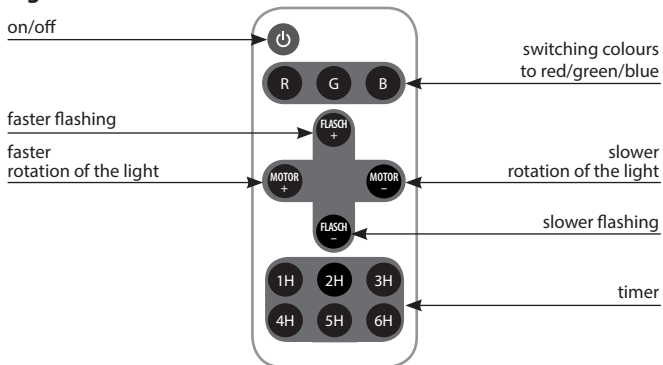 on/off
switching colours
to red/green/blue
R G B
faster flashing
FLASCH
+
faster
rotation of the light
MOTOR
+
MOTOR
–
slower
rotation of the light
FLASCH
–
slower flashing
1H 2H 3H
timer
4H 5H 6H